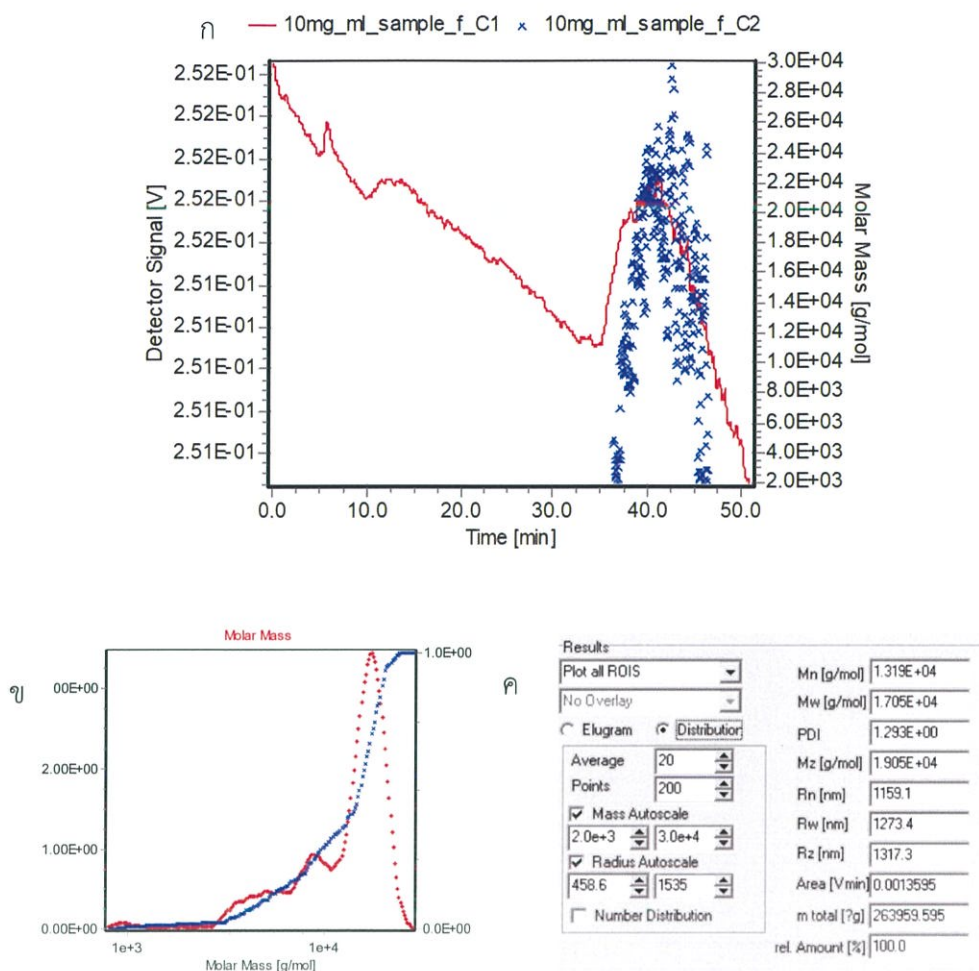 ก
10mg_ml_sample_f_C1 × 10mg_ml_sample_f_C2
2.52E-01
2.52E-01
2.52E-01
2.52E-01
2.52E-01
2.51E-01
2.51E-01
2.51E-01
2.51E-01
2.51E-01
Detector Signal [V]
3.0E+04
2.8E+04
2.6E+04
2.4E+04
2.2E+04
2.0E+04
1.8E+04
1.6E+04
1.4E+04
1.2E+04
1.0E+04
8.0E+03
6.0E+03
4.0E+03
2.0E+03
Molar Mass [g/mol]
0.0 10.0 20.0 30.0 40.0 50.0
Time [min]
ข
Molar Mass
00E+00
2.00E+00
1.00E+00
0.00E+00
1.0E+00
0.00E+00
1e+3 1e+4
Molar Mass [g/mol]
ค
Results
Plot all ROIS
No Overlay
Elugram Distribution
Average 20
Points 200
Mass Autoscale
2.0e+3 3.0e+4
Radius Autoscale
458.6 1535
Number Distribution
Mn [g/mol] 1.319E+04
Mw [g/mol] 1.705E+04
PDI 1.293E+00
Mz [g/mol] 1.905E+04
Rn [nm] 1159.1
Rw [nm] 1273.4
Rz [nm] 1317.3
Area [Vmin] 0.0013595
m total [?g] 263959.595
rel. Amount [%] 100.0